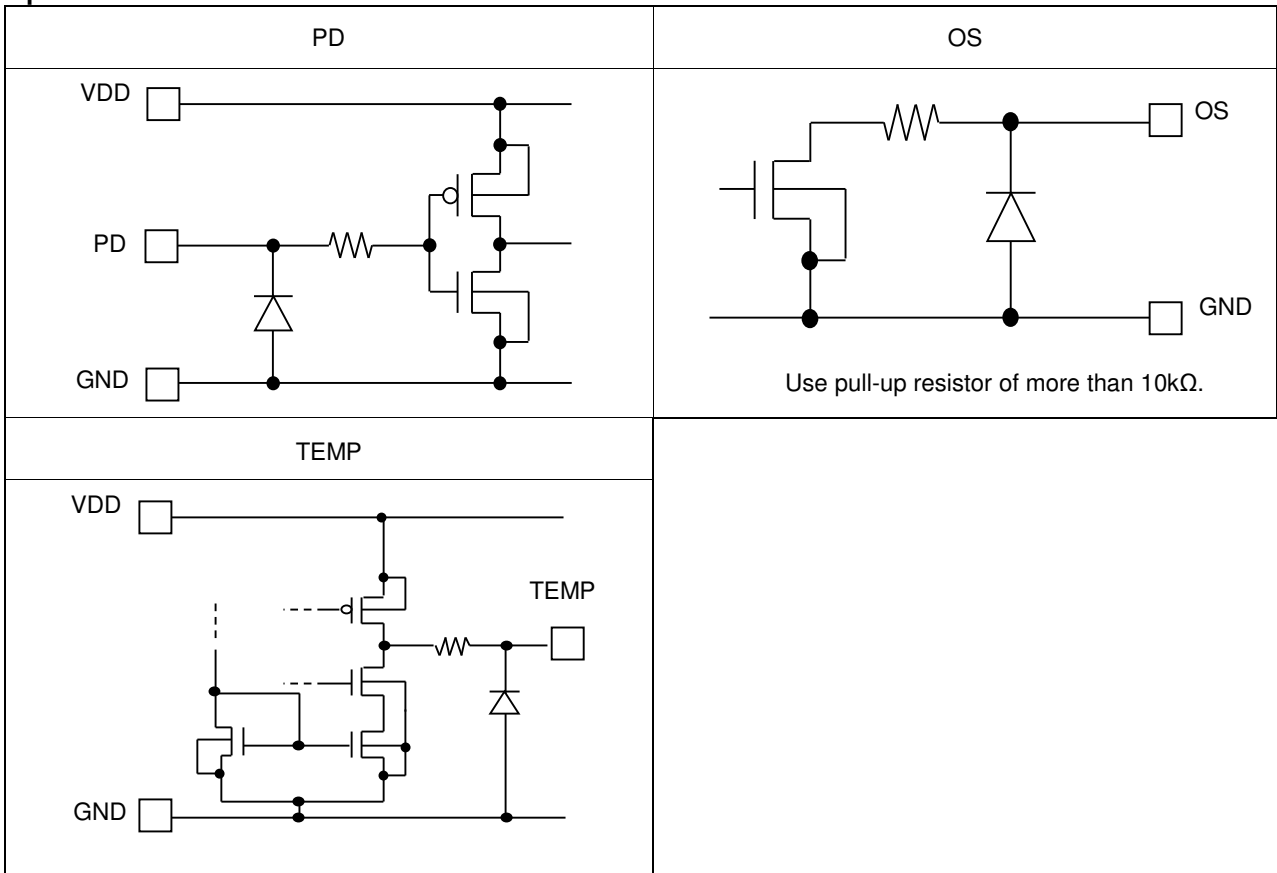 PD
OS
VDD
PD
GND
OS
GND
Use pull-up resistor of more than 10kΩ.
TEMP
VDD
TEMP
GND